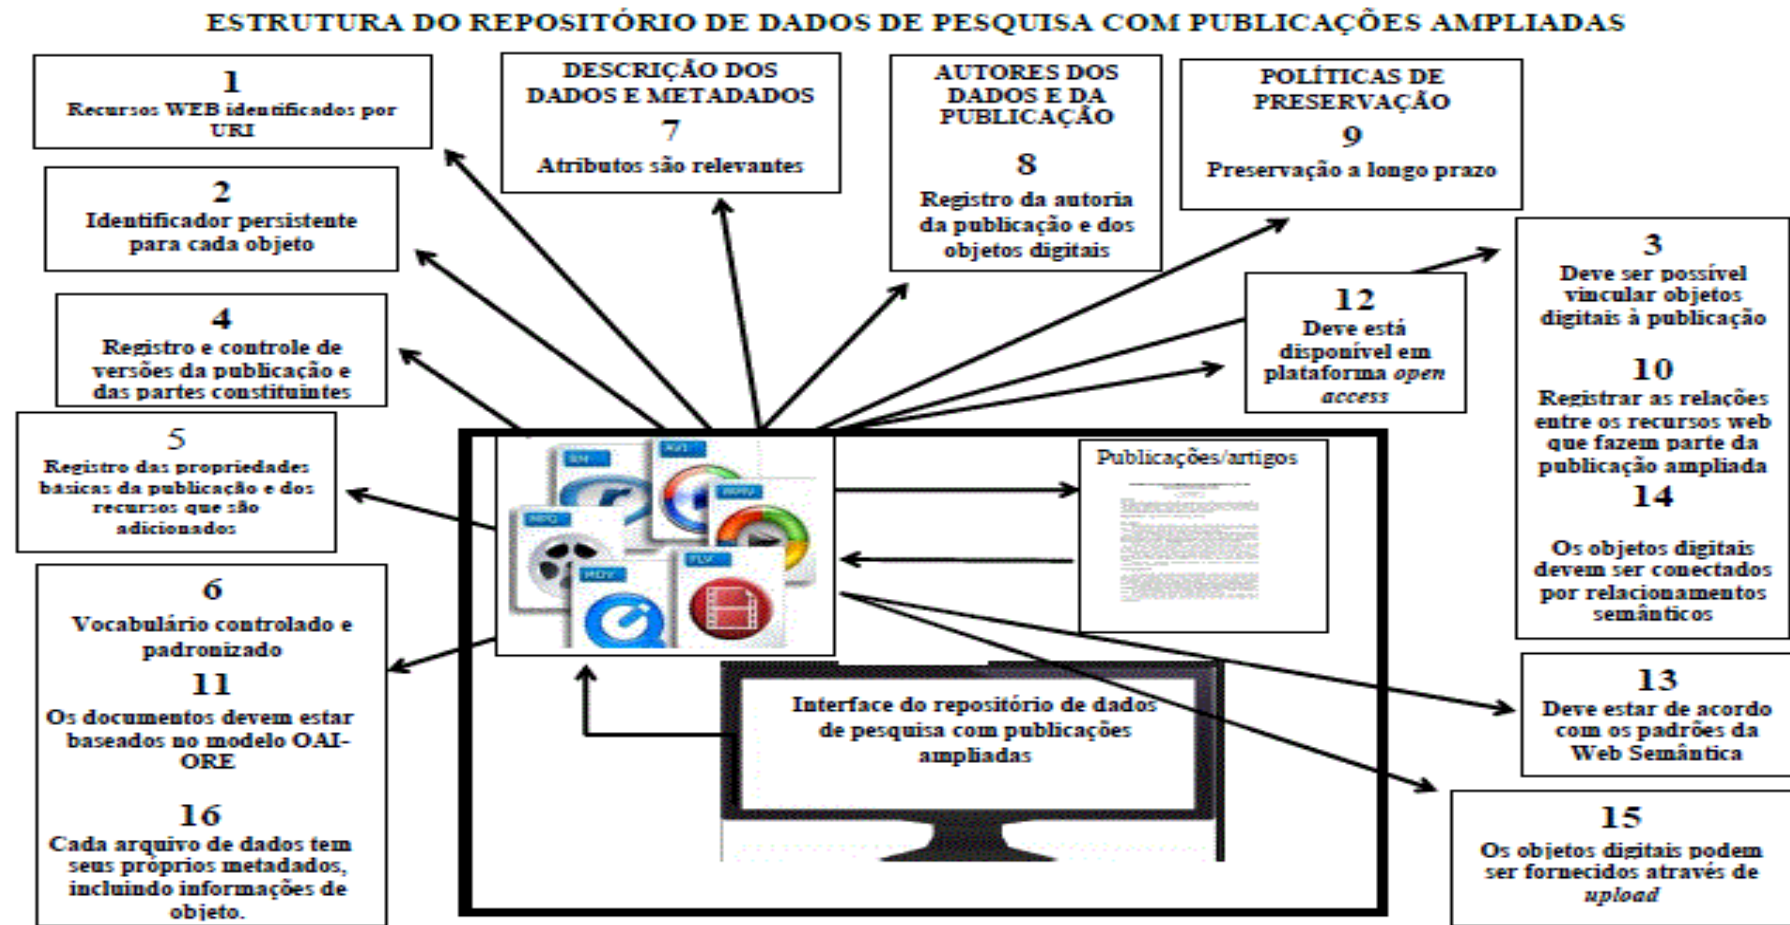 ESTRUTURA DO REPOSITÓRIO DE DADOS DE PESQUISA COM PUBLICAÇÕES AMPLIADAS
1
Recursos WEB identificados por
URI
2
Identificador persistente
para cada objeto
4
Registro e controle de
versões da publicação e
das partes constituintes
5
Registro das propriedades
básicas da publicação e dos
recursos que são
adicionados
6
Vocabulário controlado e
padronizado
11
Os documentos devem estar
baseados no modelo OAI-
ORE
16
Cada arquivo de dados tem
seus próprios metadados,
incluindo informações de
objeto.
DESCRIÇÃO DOS
DADOS E METADADOS
7
Atributos são relevantes
AUTORES DOS
DADOS E DA
PUBLICAÇÃO
8
Registro da autoria
da publicação e dos
objetos digitais
POLÍTICAS DE
PRESERVAÇÃO
9
Preservação a longo prazo
12
Deve está
disponível em
plataforma open
access
3
Deve ser possível
vincular objetos
digitais à publicação
10
Registrar as relações
entre os recursos web
que fazem parte da
publicação ampliada
14
Os objetos digitais
devem ser conectados
por relacionamentos
semânticos
13
Deve estar de acordo
com os padrões da
Web Semântica
15
Os objetos digitais podem
ser fornecidos através de
upload
MPG
MOV
FLV
Publicações/artigos
Interface do repositório de dados
de pesquisa com publicações
ampliadas